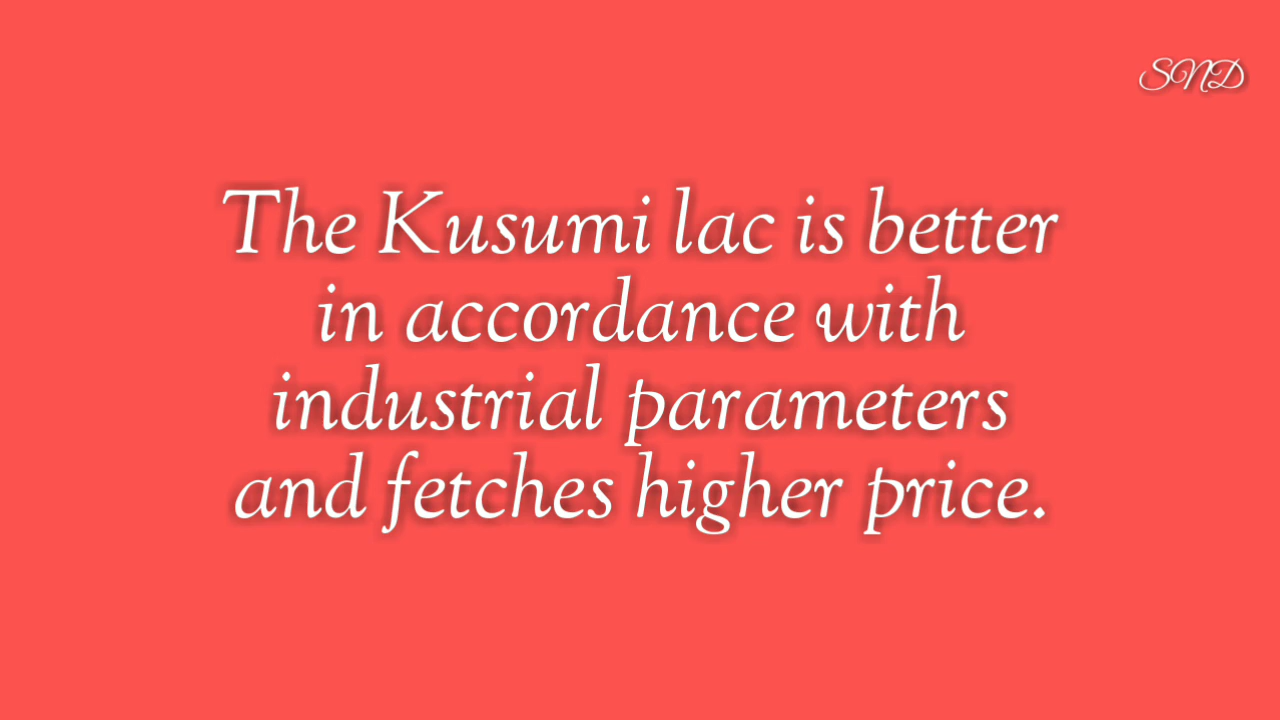 SND
The Kusumi lac is better
in accordance with
industrial parameters
and fetches higher price.